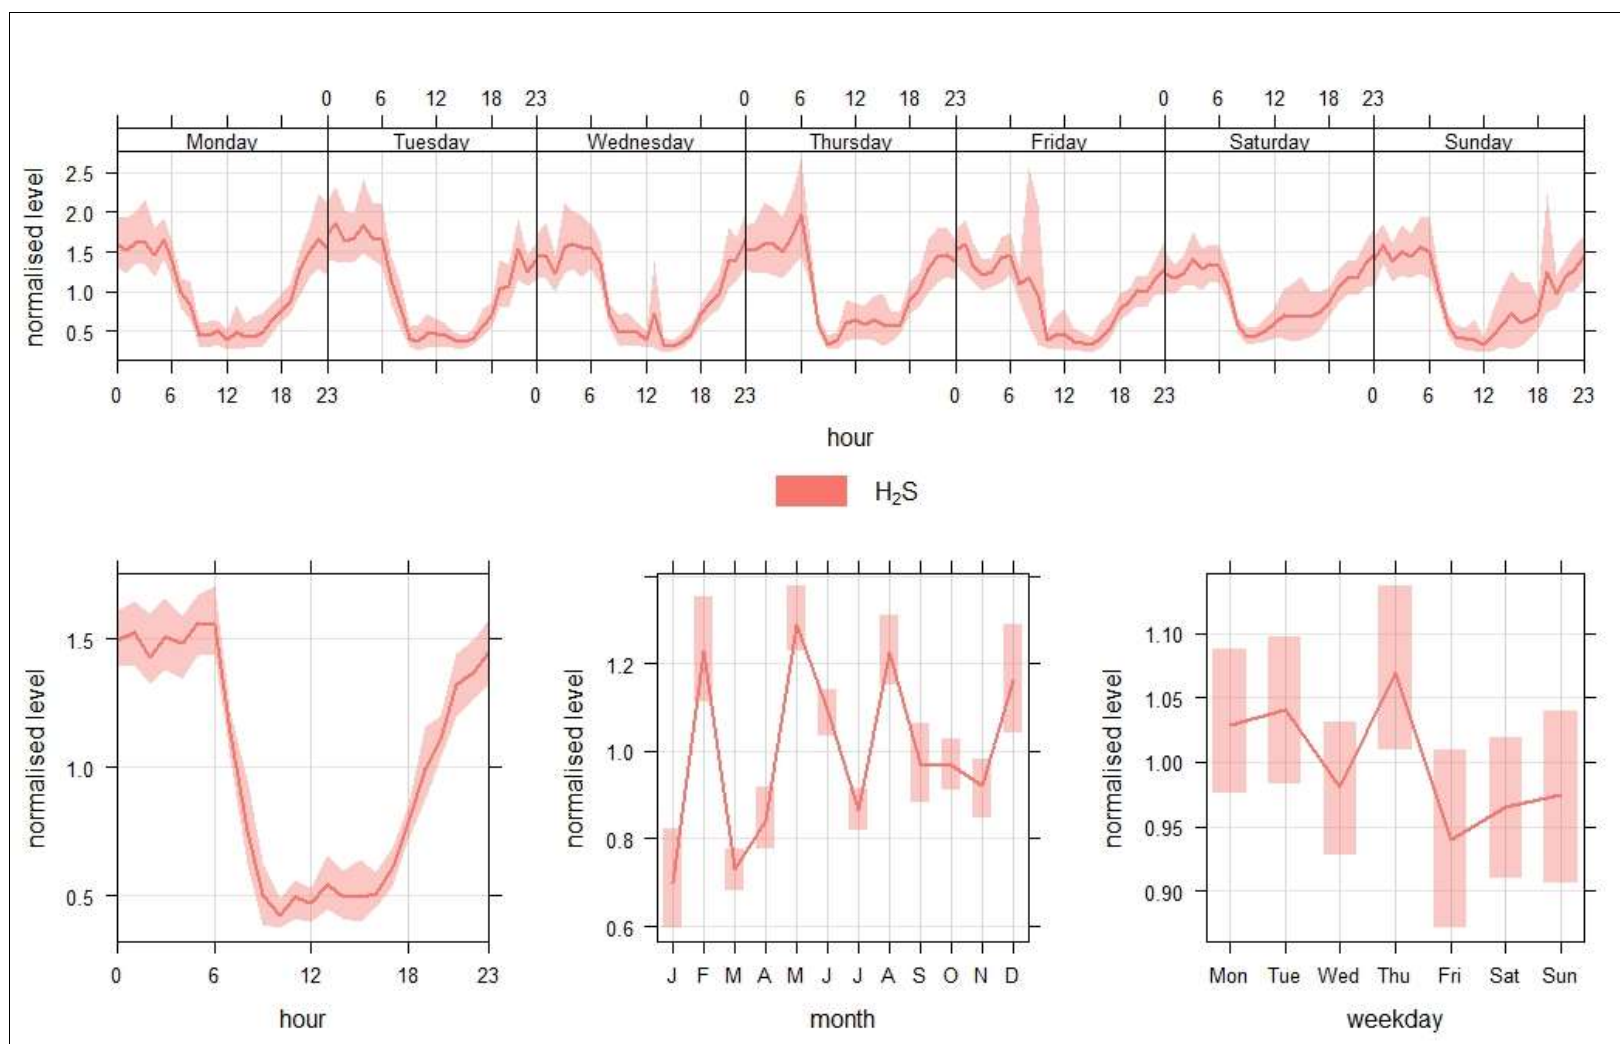 0 6 12 18 23 0 6 12 18 23 0 6 12 18 23
Monday Tuesday Wednesday Thursday Friday Saturday Sunday
normalised level
2.5
2.0
1.5
1.0
0.5
0 6 12 18 23 0 6 12 18 23 0 6 12 18 23 0 6 12 18 23
hour
H₂S
normalised level
1.5
1.0
0.5
0 6 12 18 23
hour
normalised level
1.2
1.0
0.8
0.6
J F M A M J J A S O N D
month
normalised level
1.10
1.05
1.00
0.95
0.90
Mon Tue Wed Thu Fri Sat Sun
weekday